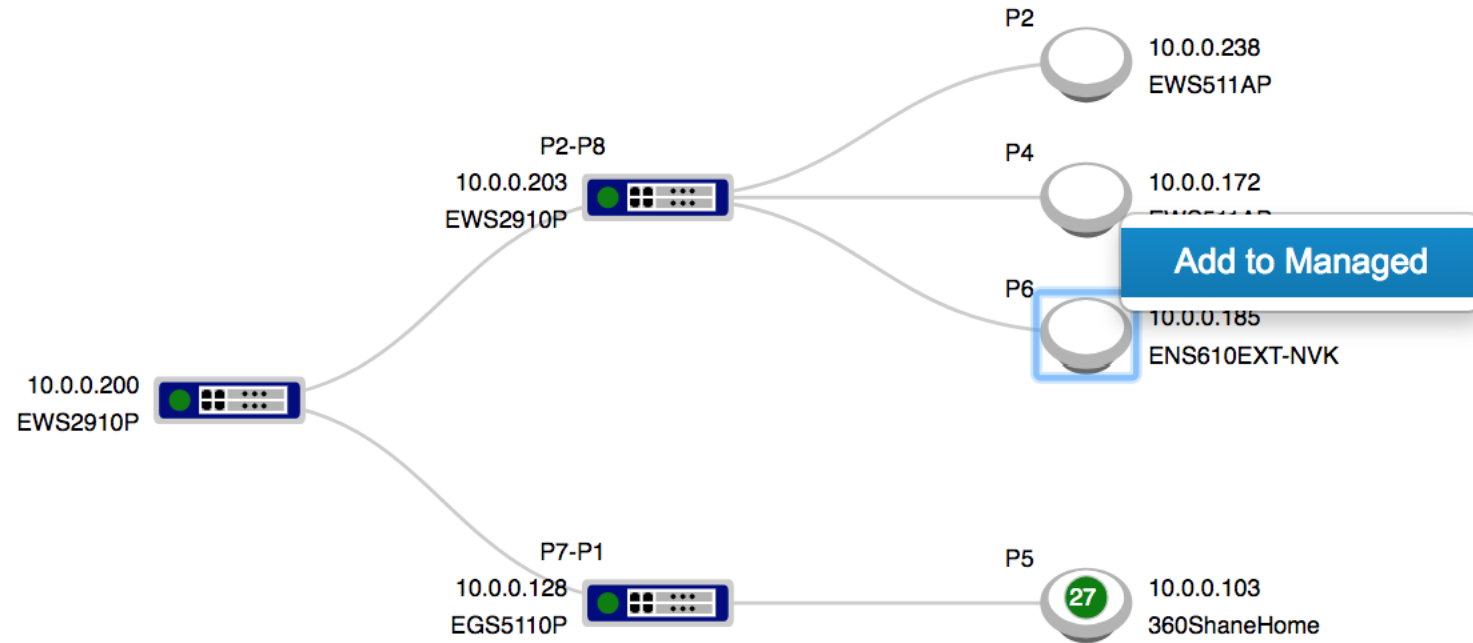 P2
10.0.0.238
EWS511AP
P2-P8
10.0.0.203
EWS2910P
P4
10.0.0.172
EWS511AP
Add to Managed
P6
10.0.0.185
ENS610EXT-NVK
10.0.0.200
EWS2910P
P7-P1
10.0.0.128
EGS5110P
P5
27
10.0.0.103
360ShaneHome